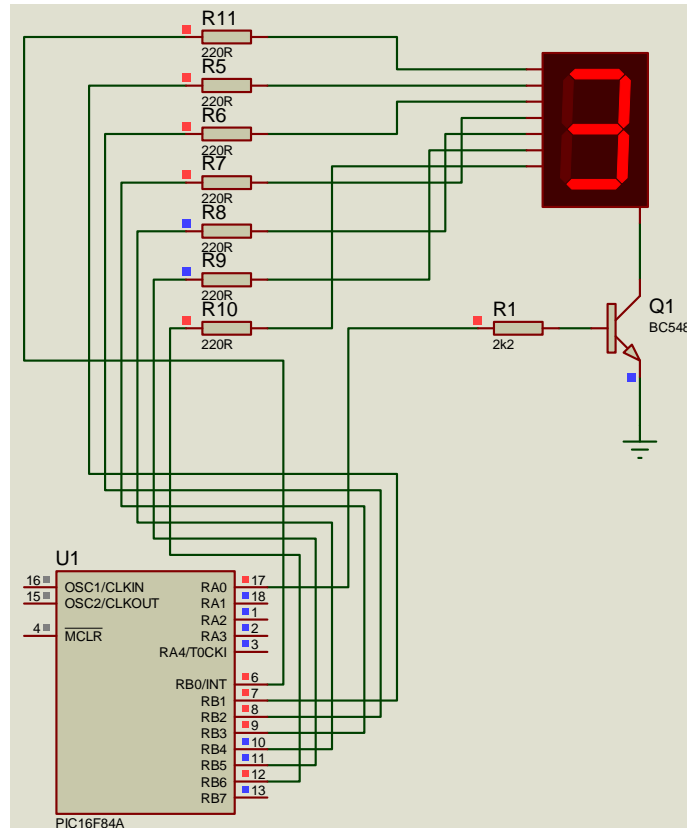 R11
220R
R5
220R
R6
220R
R7
220R
R8
220R
R9
220R
R10
220R
R1
2k2
Q1
BC548
U1
16 OSC1/CLKIN RA0 17
15 OSC2/CLKOUT RA1 18
RA2 1
4 MCLR RA3 2
RA4/T0CKI 3
RB0/INT 6
RB1 7
RB2 8
RB3 9
RB4 10
RB5 11
RB6 12
RB7 13
PIC16F84A
3